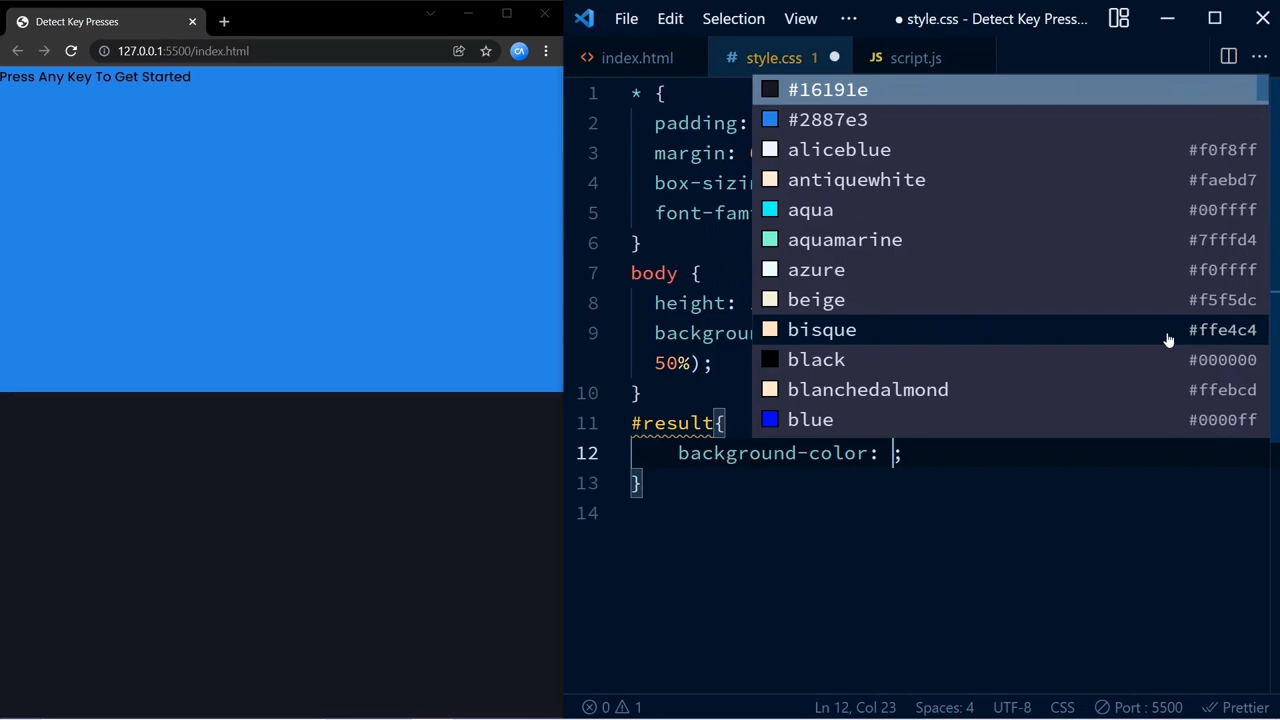 Detect Key Presses
127.0.0.1:5500/index.html
Press Any Key To Get Started
File Edit Selection View ··· ● style.css - Detect Key Press...
<> index.html # style.css 1 ● JS script.js ···
1 * {
2 padding:
3 margin:
4 box-sizin
5 font-fam
6 }
7 body {
8 height:
9 backgroun
50%);
10 }
11 #result{
12 background-color: ;
13 }
14
#16191e
#2887e3
aliceblue #f0f8ff
antiquewhite #faebd7
aqua #00ffff
aquamarine #7fffd4
azure #f0ffff
beige #f5f5dc
bisque #ffe4c4
black #000000
blanchedalmond #ffebcd
blue #0000ff
0 1 Ln 12, Col 23 Spaces: 4 UTF-8 CSS Port : 5500 Prettier